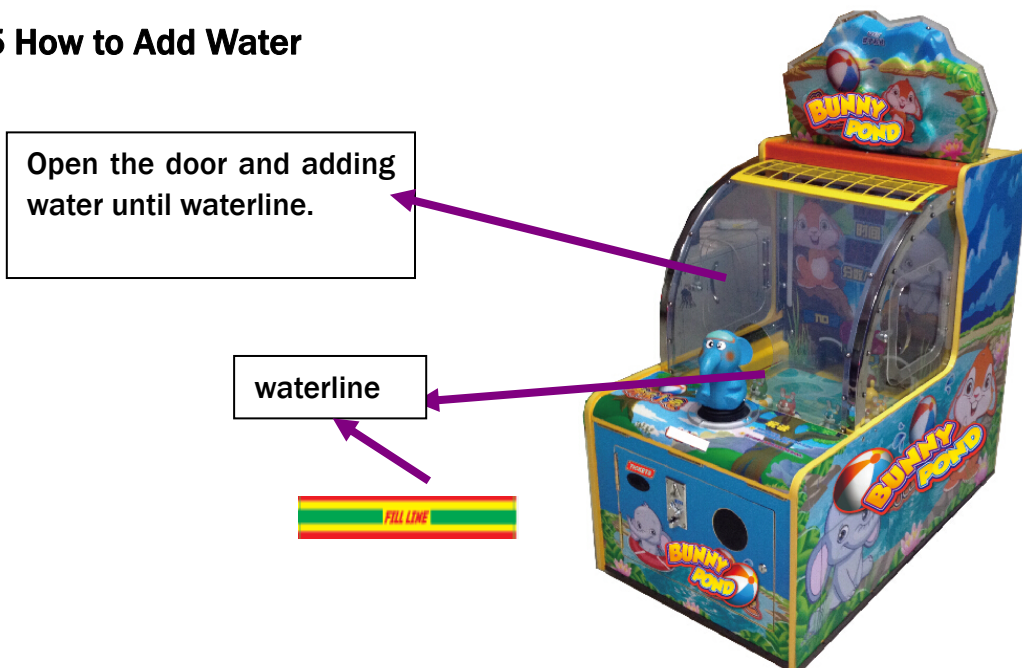 5 How to Add Water
Open the door and adding
water until waterline.
waterline
FILL LINE
BUNNY
POND
BUNNY
POND
BUNNY
POND